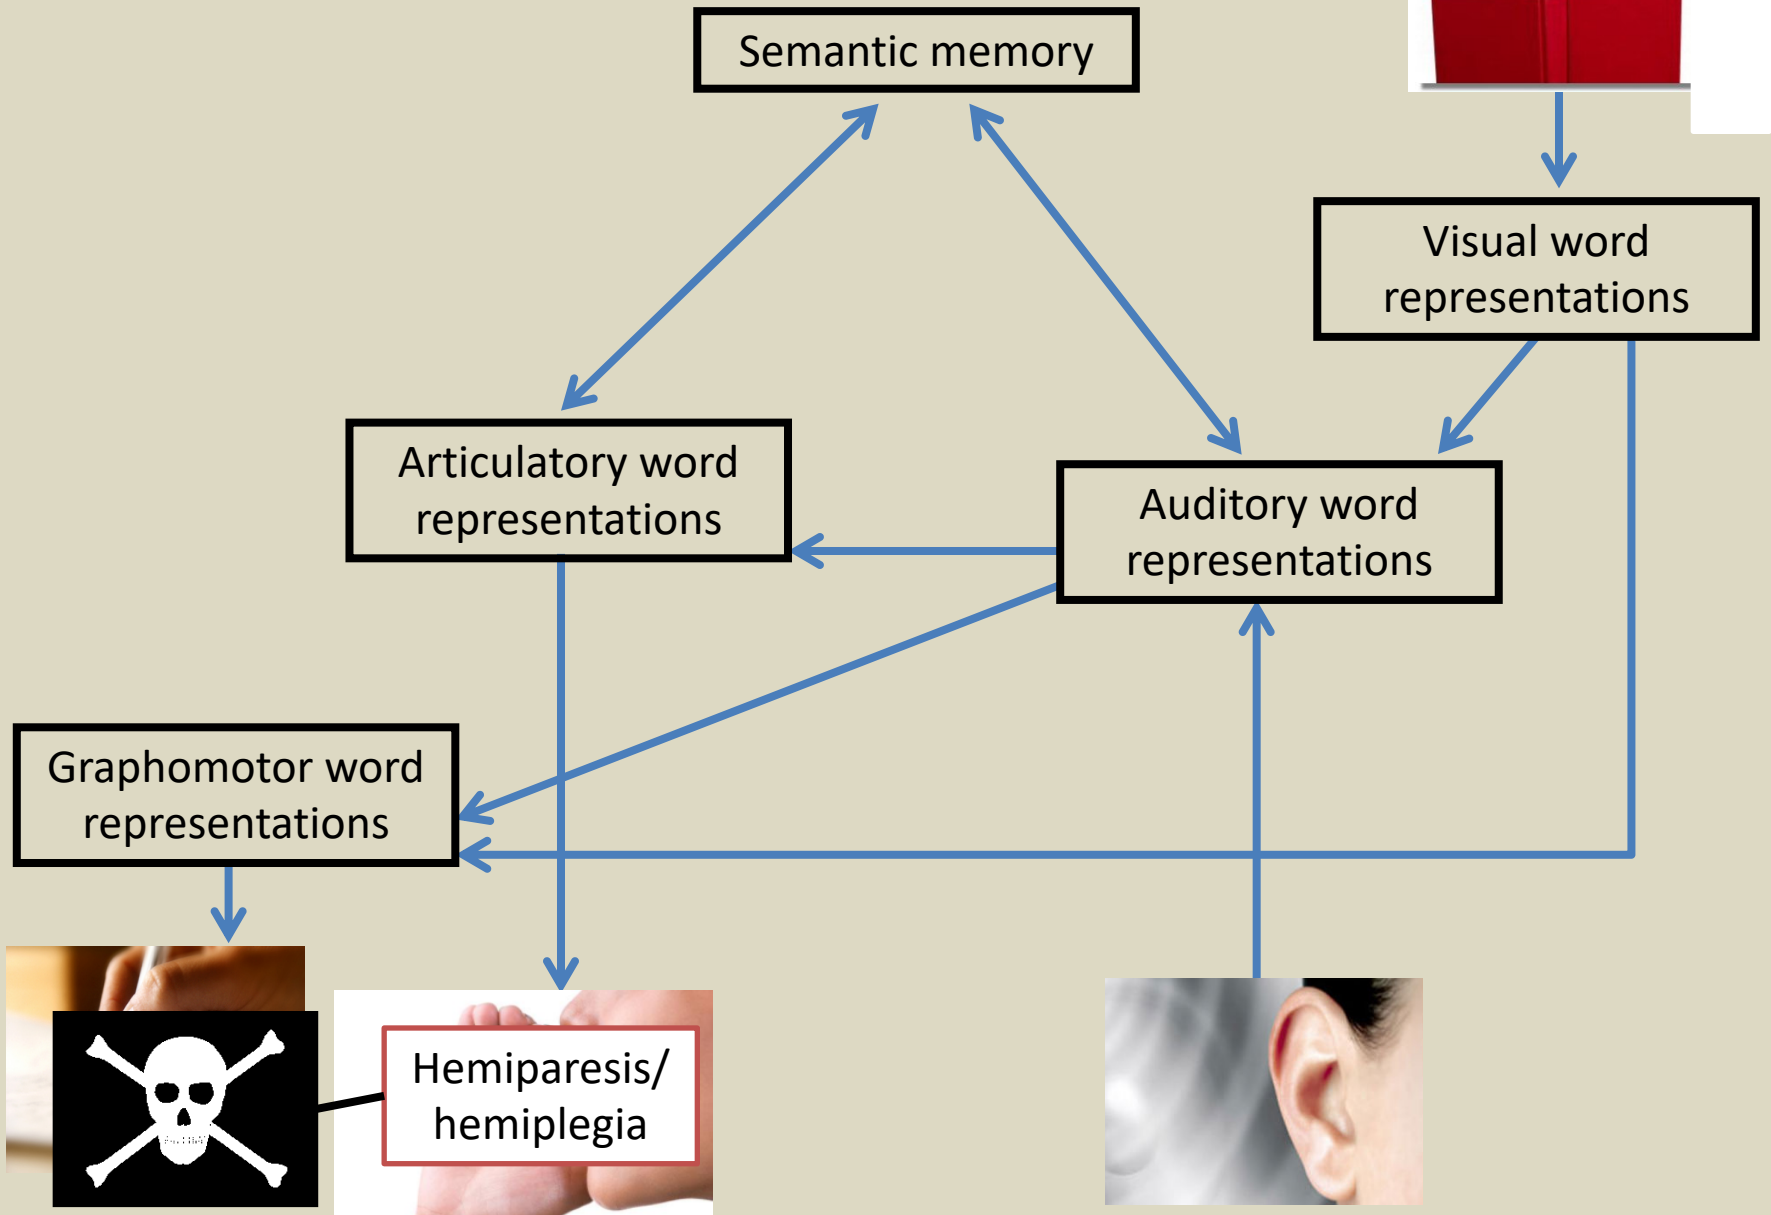 Semantic memory
Visual word
representations
Articulatory word
representations
Auditory word
representations
Graphomotor word
representations
Hemiparesis/
hemiplegia